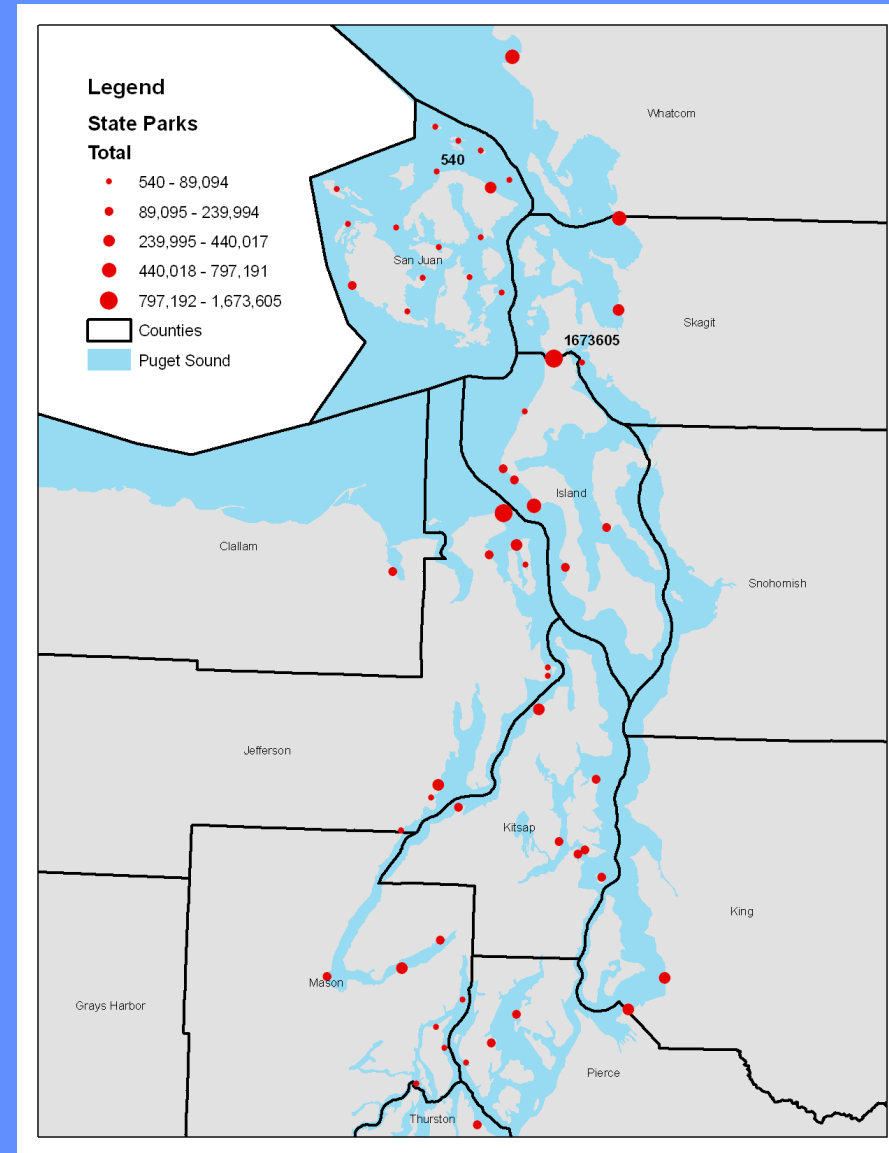 Legend
State Parks
Total
540 - 89,094
89,095 - 239,994
239,995 - 440,017
440,018 - 797,191
797,192 - 1,673,605
Counties
Puget Sound
Whatcom
540
San Juan
Skagit
1673605
Island
Clallam
Snohomish
Jefferson
Kitsap
King
Mason
Grays Harbor
Pierce
Thurston